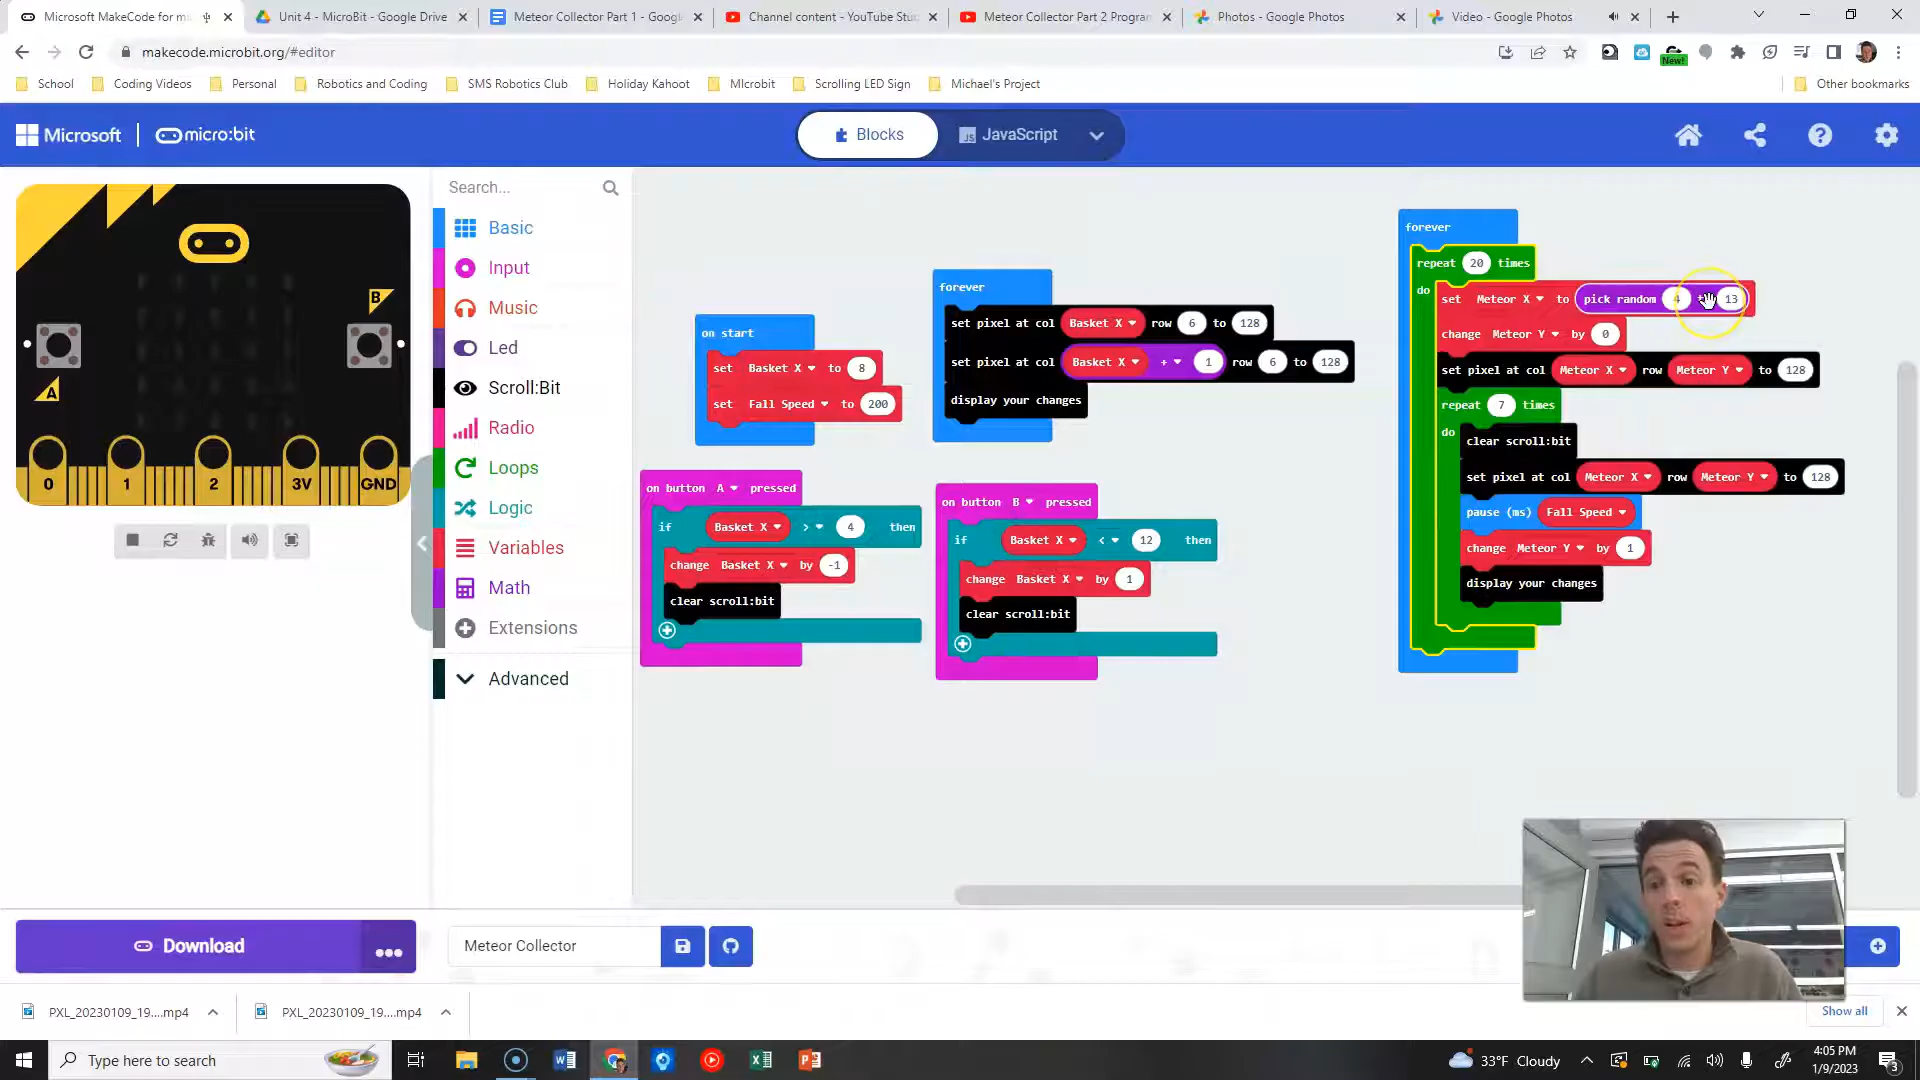 Microsoft MakeCode for mi
Unit 4 - MicroBit - Google Drive
Meteor Collector Part 1 - Googl
Channel content - YouTube Stu
Meteor Collector Part 2 Progran
Photos - Google Photos
Video - Google Photos
makecode.microbit.org/#editor
New!
School
Coding Videos
Personal
Robotics and Coding
SMS Robotics Club
Holiday Kahoot
MIcrobit
Scrolling LED Sign
Michael's Project
Other bookmarks
Microsoft
micro:bit
Blocks
JS
JavaScript
B
A
0 1 2 3V GND
Search...
Basic
Input
Music
Led
Scroll:Bit
Radio
Loops
Logic
Variables
Math
Extensions
Advanced
on start
set Basket X to 8
set Fall Speed to 200
forever
set pixel at col Basket X row 6 to 128
set pixel at col Basket X + 1 row 6 to 128
display your changes
on button A pressed
if Basket X > 4 then
change Basket X by -1
clear scroll:bit
on button B pressed
if Basket X < 12 then
change Basket X by 1
clear scroll:bit
forever
repeat 20 times
do
set Meteor X to pick random 4 13
change Meteor Y by 0
set pixel at col Meteor X row Meteor Y to 128
repeat 7 times
do
clear scroll:bit
set pixel at col Meteor X row Meteor Y to 128
pause (ms) Fall Speed
change Meteor Y by 1
display your changes
Download
Meteor Collector
PXL_20230109_19....mp4
PXL_20230109_19....mp4
Show all
Type here to search
33°F Cloudy
4:05 PM
1/9/2023
3